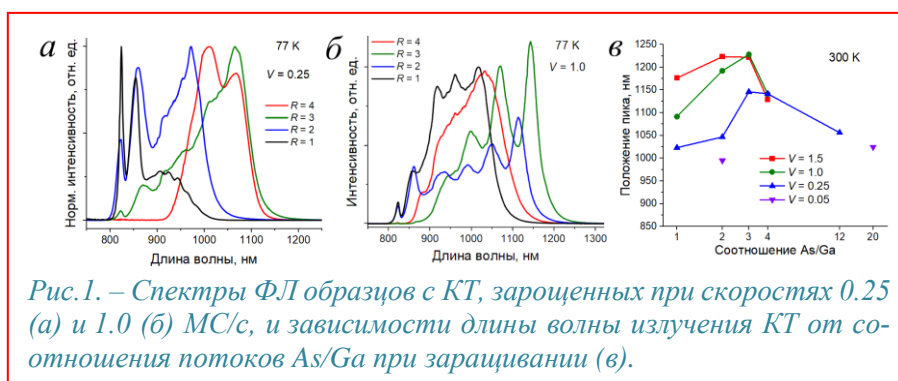 а
77 K
V = 0.25
R = 4
R = 3
R = 2
R = 1
Норм. интенсивность, отн. ед.
800 900 1000 1100 1200
Длина волны, нм
б
R = 4
R = 3
R = 2
R = 1
77 K
V = 1.0
Интенсивность, отн. ед.
800 900 1000 1100 1200 1300
Длина волны, нм
в
300 K
1250
1200
1150
1100
1050
1000
950
900
850
Положение пика, нм
V = 1.5
V = 1.0
V = 0.25
V = 0.05
1 2 3 4 12 20
Соотношение As/Ga
Рис.1. – Спектры ФЛ образцов с КТ, зарощенных при скоростях 0.25
(а) и 1.0 (б) МС/с, и зависимости длины волны излучения КТ от со-
отношения потоков As/Ga при заращивании (в).